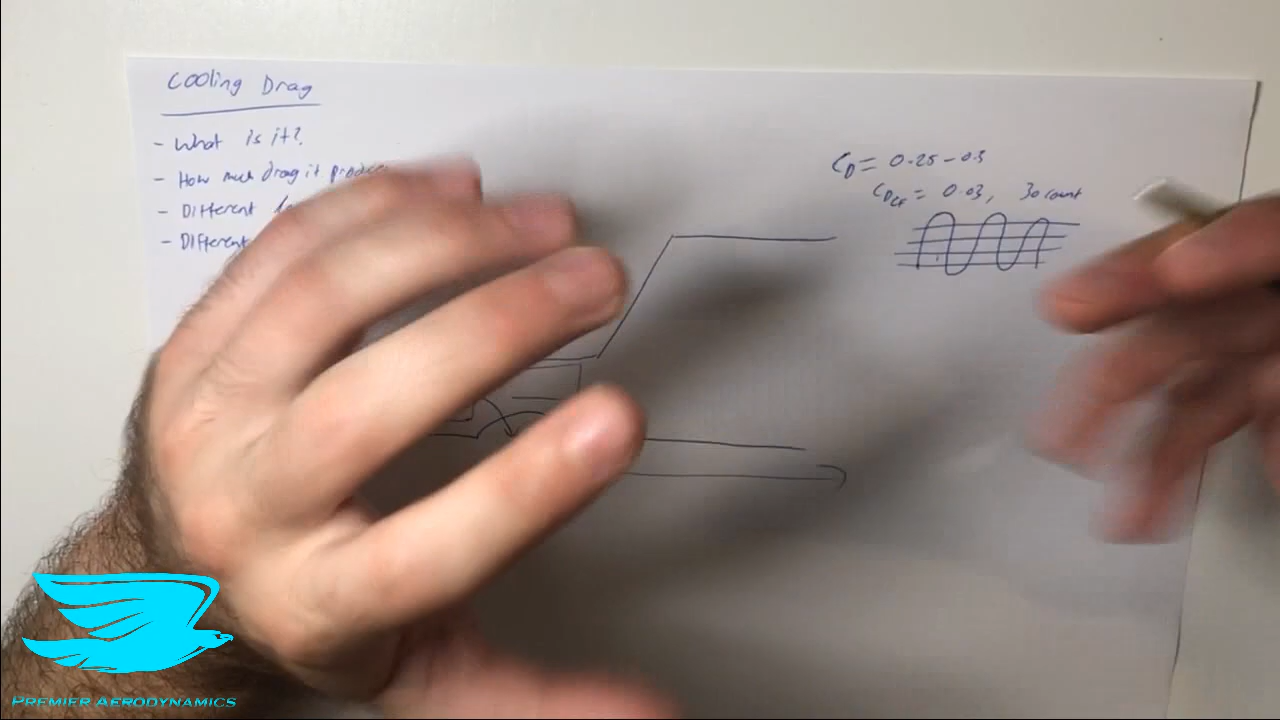 Cooling Drag
- What is it?
- How much drag it
- Different
- Different
CD = 0.25 - 0.3
CDCF = 0.03, 30 count
PREMIER AERODYNAMICS